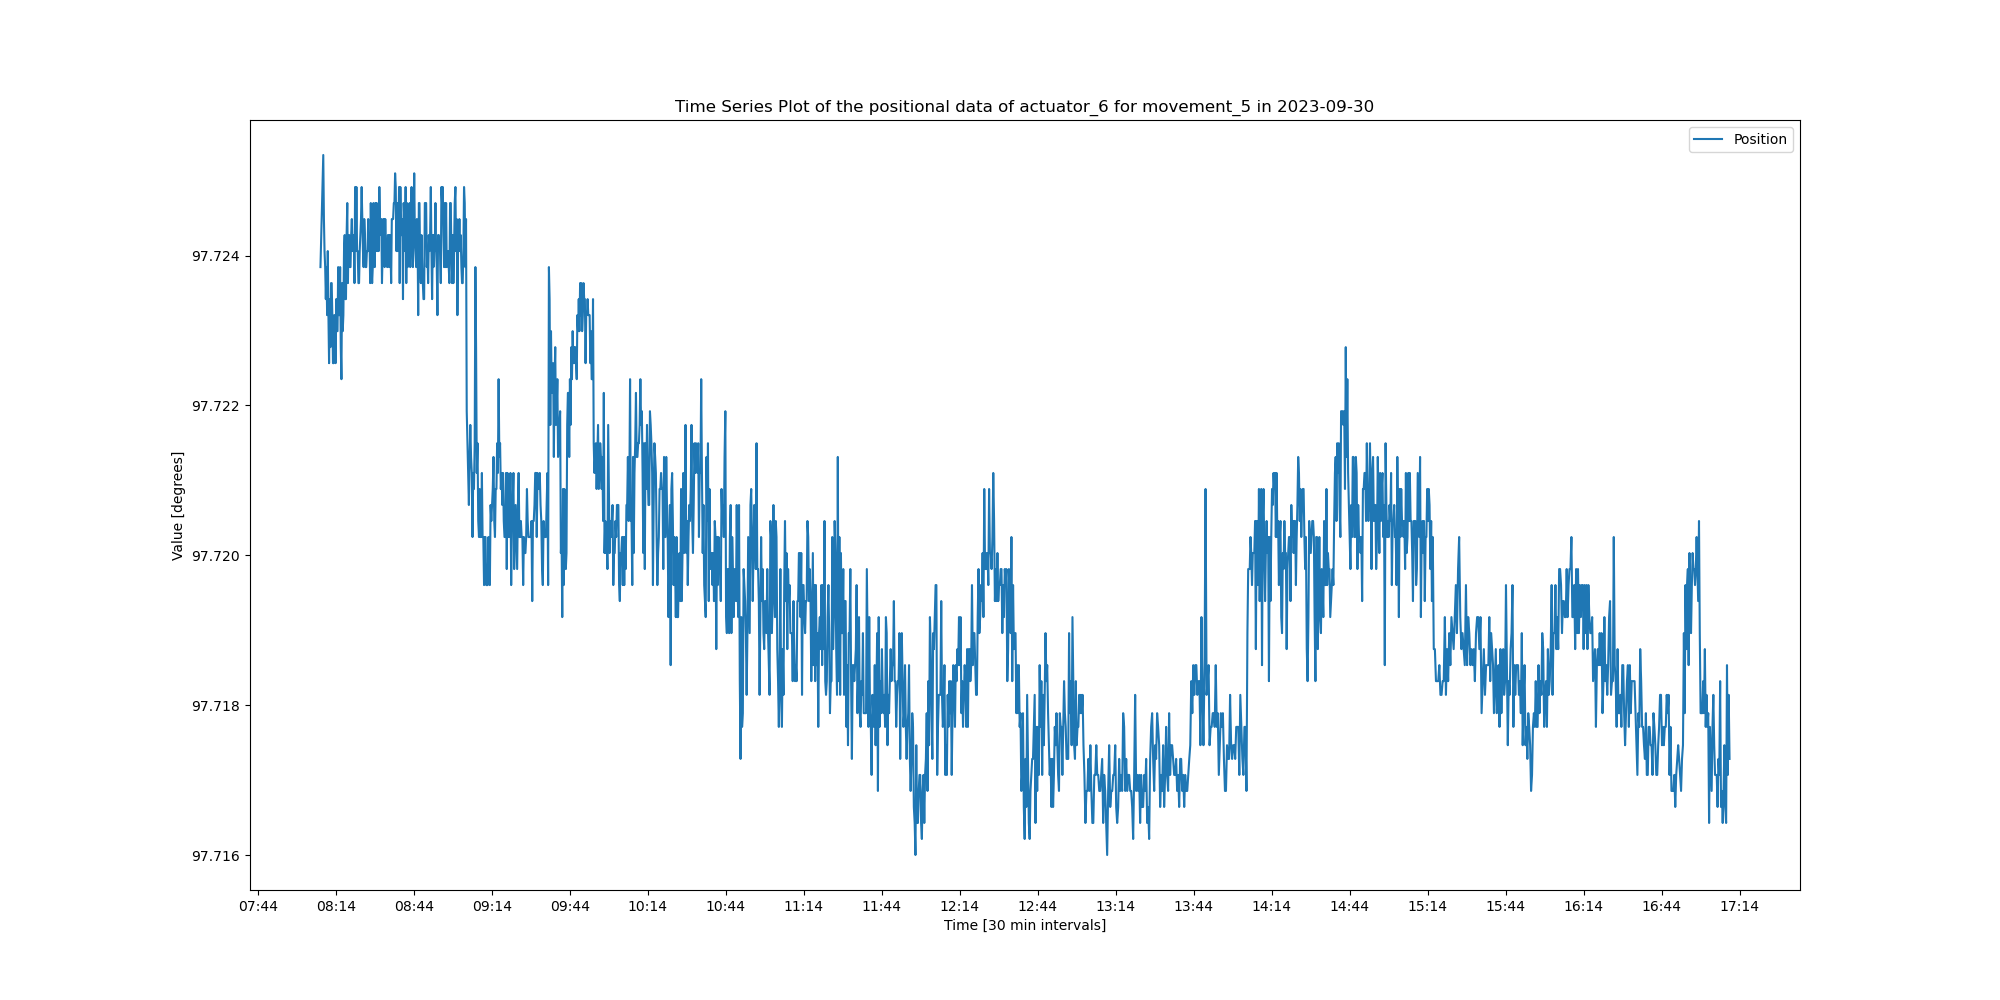 Time Series Plot of the positional data of actuator_6 for movement_5 in 2023-09-30
Position
97.724
97.722
97.720
97.718
97.716
Value [degrees]
07:44 08:14 08:44 09:14 09:44 10:14 10:44 11:14 11:44 12:14 12:44 13:14 13:44 14:14 14:44 15:14 15:44 16:14 16:44 17:14
Time [30 min intervals]